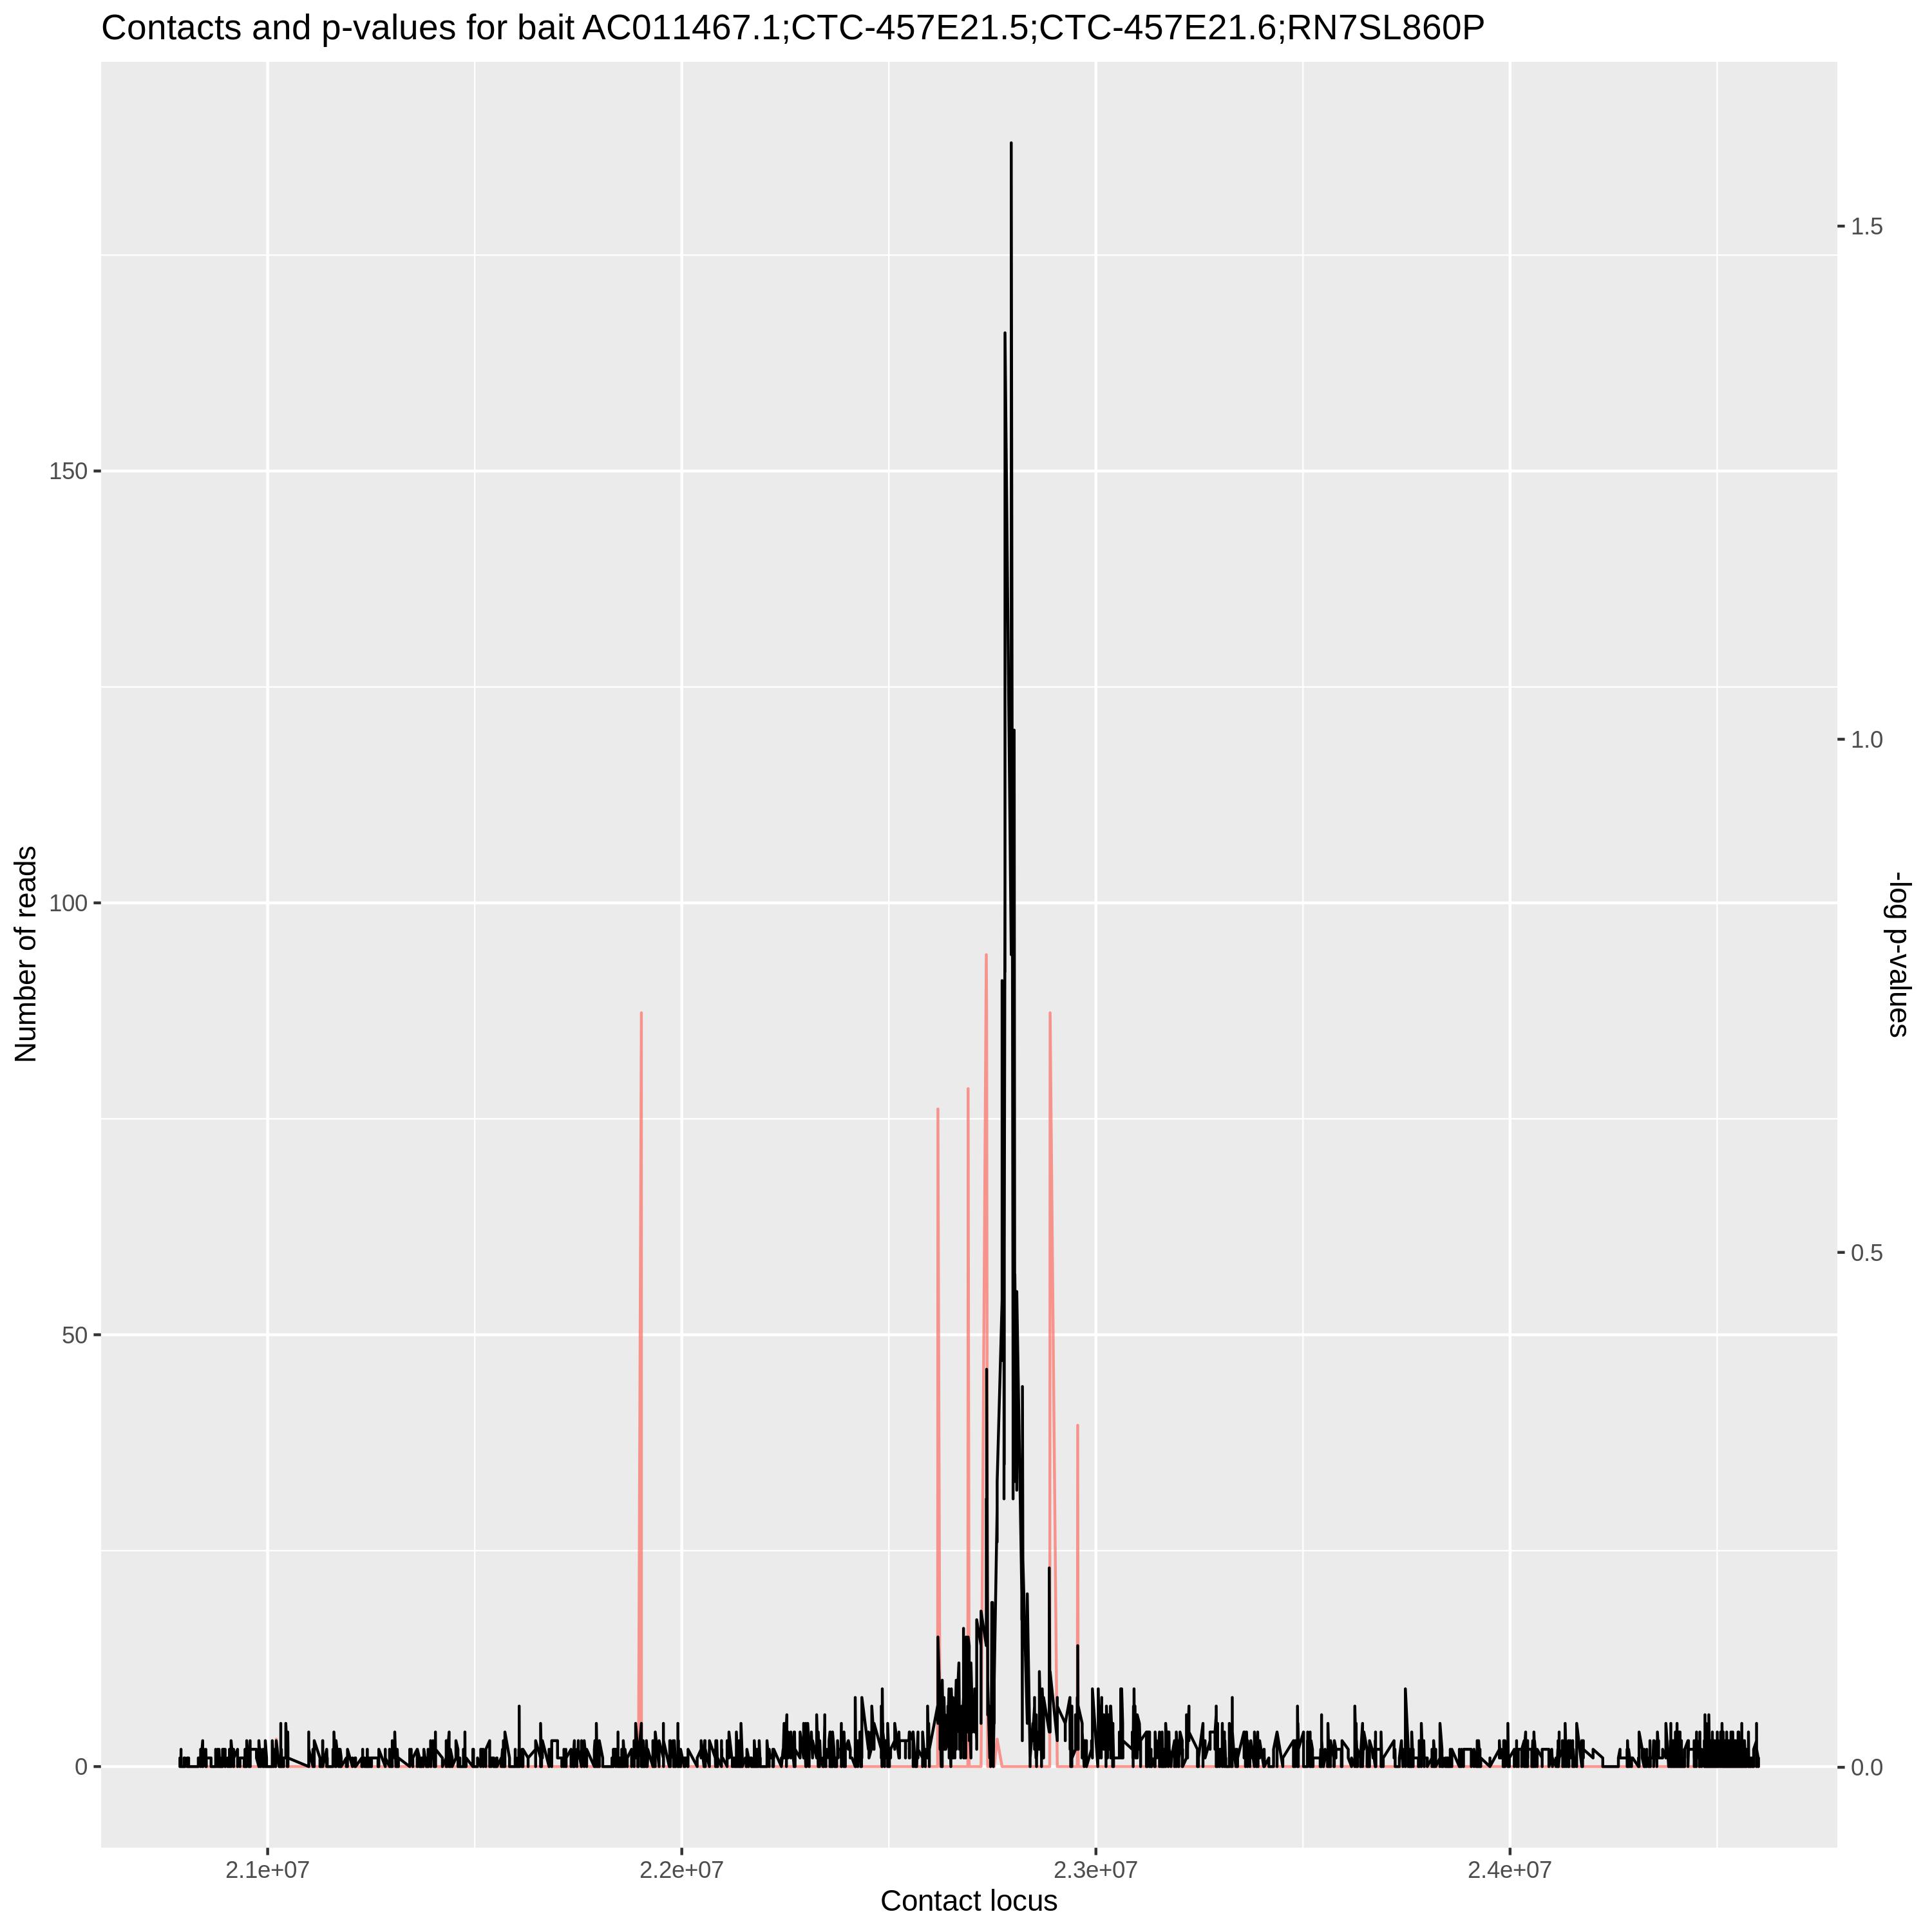 Contacts and p-values for bait AC011467.1;CTC-457E21.5;CTC-457E21.6;RN7SL860P
Number of reads
150
100
50
0
1.5
1.0
0.5
0.0
-log p-values
2.1e+07
2.2e+07
2.3e+07
2.4e+07
Contact locus